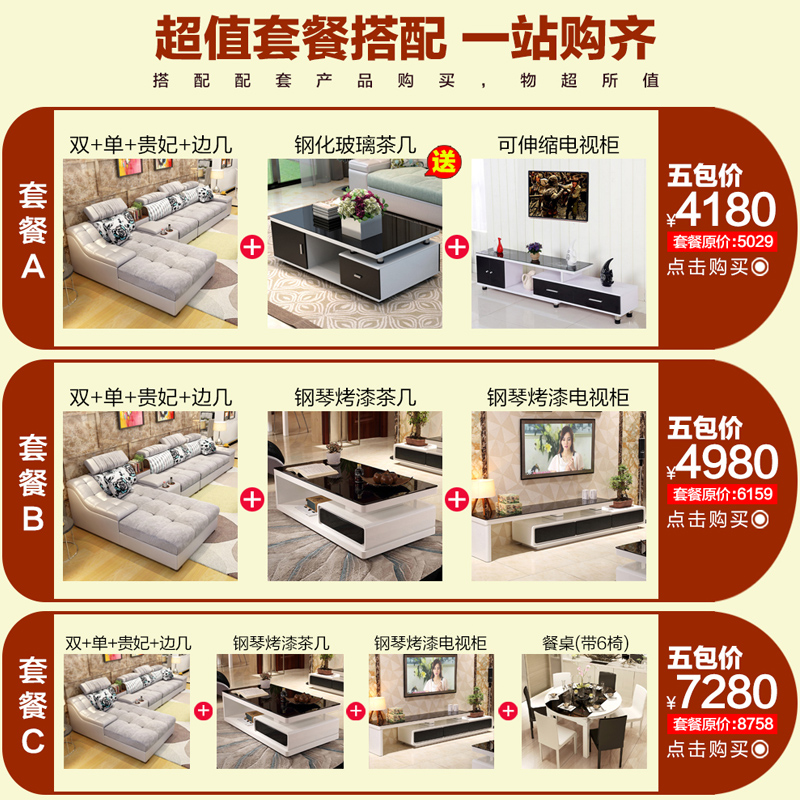 超值套餐搭配 一站购齐
搭配配套产品购买，物超所值
套餐A
双+单+贵妃+边几
钢化玻璃茶几
送
可伸缩电视柜
五包价
¥4180
套餐原价:5029
点击购买
套餐B
双+单+贵妃+边几
钢琴烤漆茶几
钢琴烤漆电视柜
五包价
¥4980
套餐原价:6159
点击购买
套餐C
双+单+贵妃+边几
钢琴烤漆茶几
钢琴烤漆电视柜
餐桌(带6椅)
五包价
¥7280
套餐原价:8758
点击购买